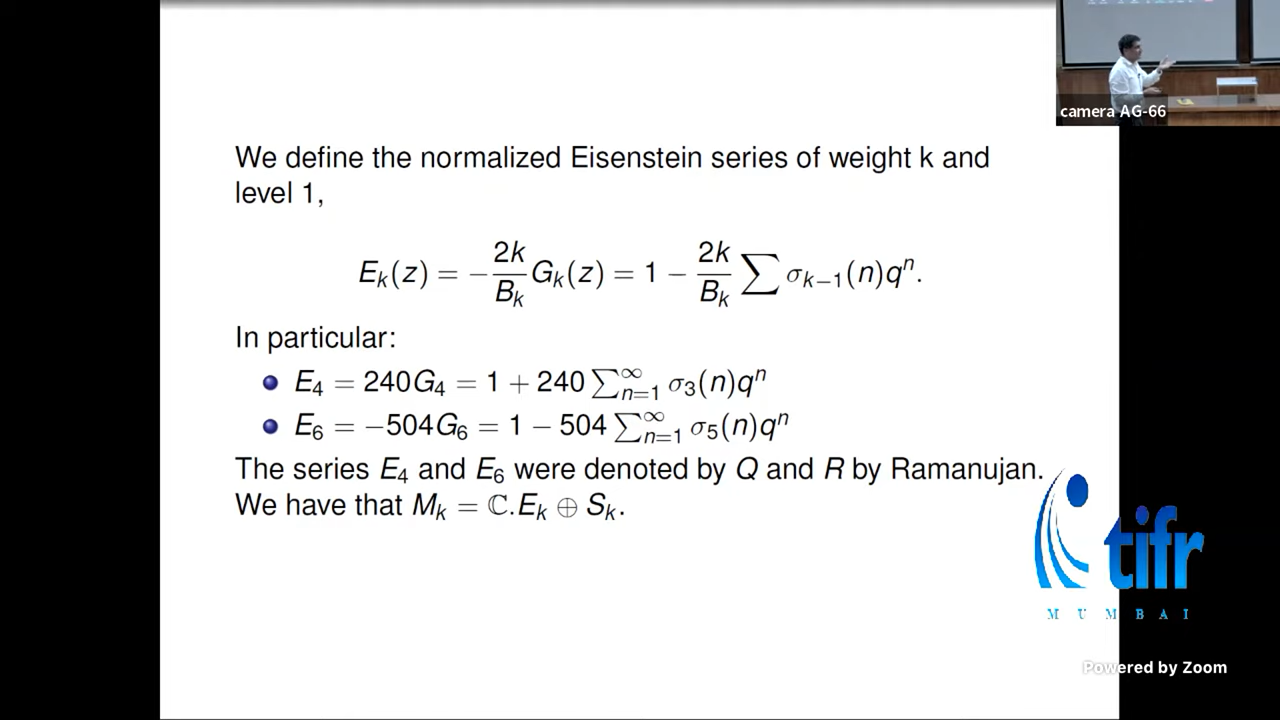 camera AG-66
We define the normalized Eisenstein series of weight k and
level 1,
E_k(z) = −\frac{2k}{B_k} G_k(z) = 1 − \frac{2k}{B_k} ∑ σ_{k−1}(n)q^n.
In particular:
E_4 = 240G_4 = 1 + 240 ∑_{n=1}^∞ σ_3(n)q^n
E_6 = −504G_6 = 1 − 504 ∑_{n=1}^∞ σ_5(n)q^n
The series E_4 and E_6 were denoted by Q and R by Ramanujan.
We have that M_k = ℂ.E_k ⊕ S_k.
tifr
MUMBAI
Powered by Zoom